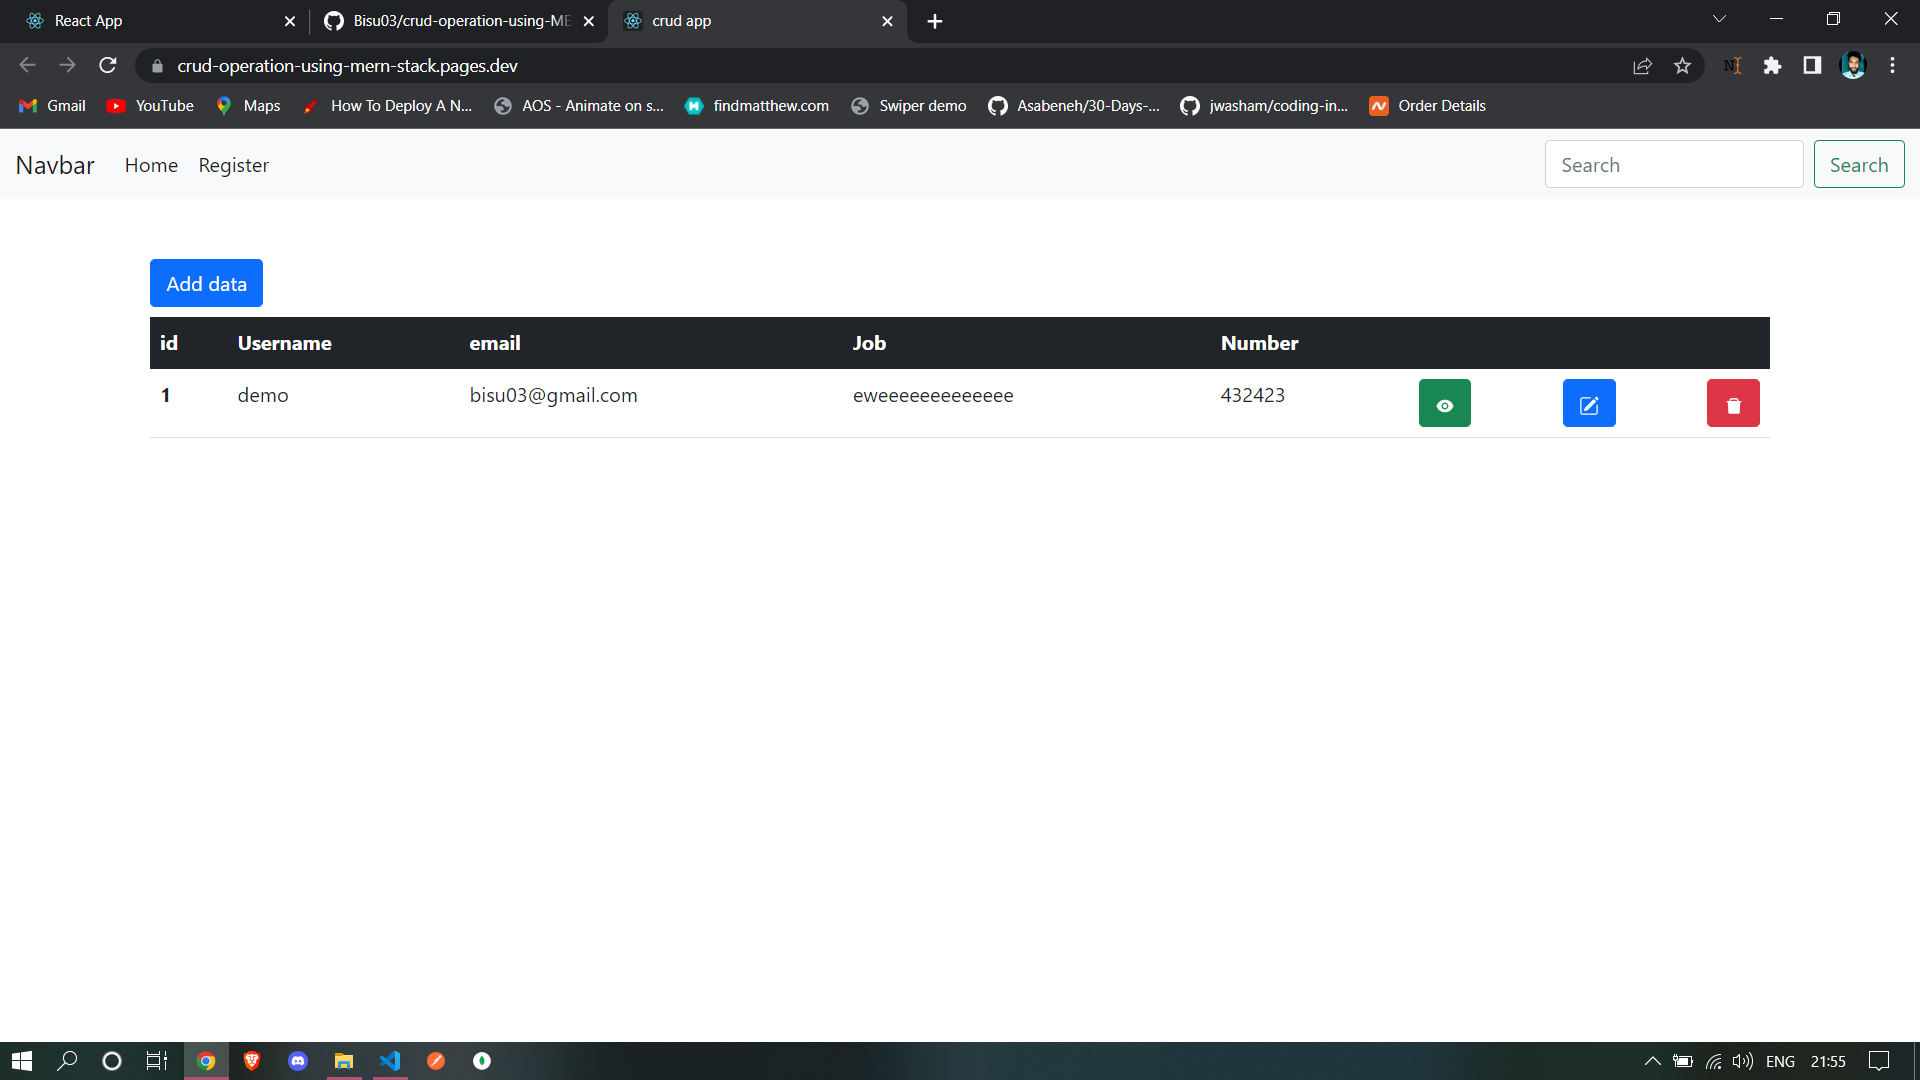 React App
Bisu03/crud-operation-using-ME
crud app
crud-operation-using-mern-stack.pages.dev
Gmail YouTube Maps How To Deploy A N... AOS - Animate on s... findmatthew.com Swiper demo Asabeneh/30-Days-... jwasham/coding-in... Order Details
Navbar Home Register Search Search
Add data
id Username email Job Number
1 demo bisu03@gmail.com eweeeeeeeeeeeee 432423
ENG 21:55